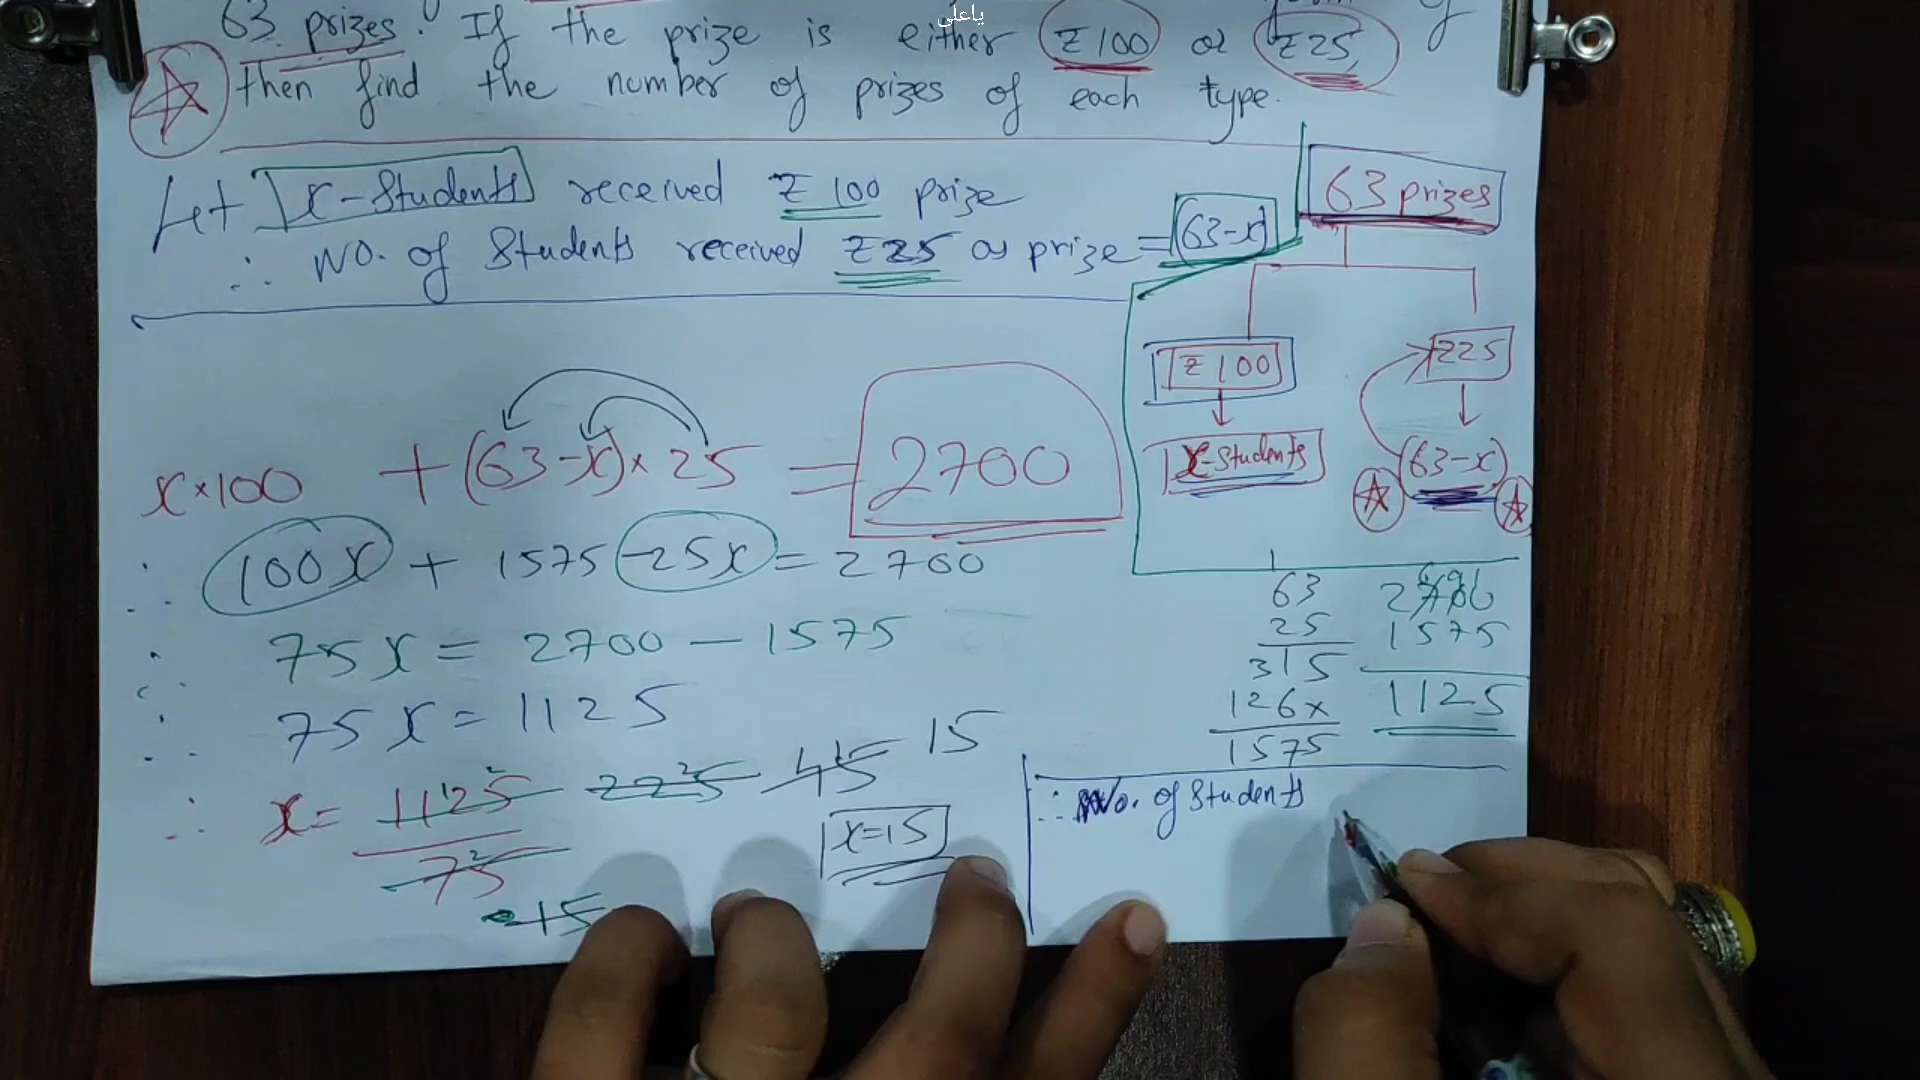 ياعلي
63 prizes. If the prize is either ₹100 or ₹25,
then find the number of prizes of each type.
Let x-Students received ₹100 prize
∴ NO. of Students received ₹25 as prize = (63-x)
63 prizes
₹100
₹25
x-Students
(63-x)
x×100 + (63-x)×25 = 2700
∴ 100x + 1575 - 25x = 2700
∴ 75x = 2700 - 1575
∴ 75x = 1125
∴ x = 1125 225 45 15
75
15
x=15
1
63
25
315
126x
1575
2700
1575
1125
∴ No. of Students